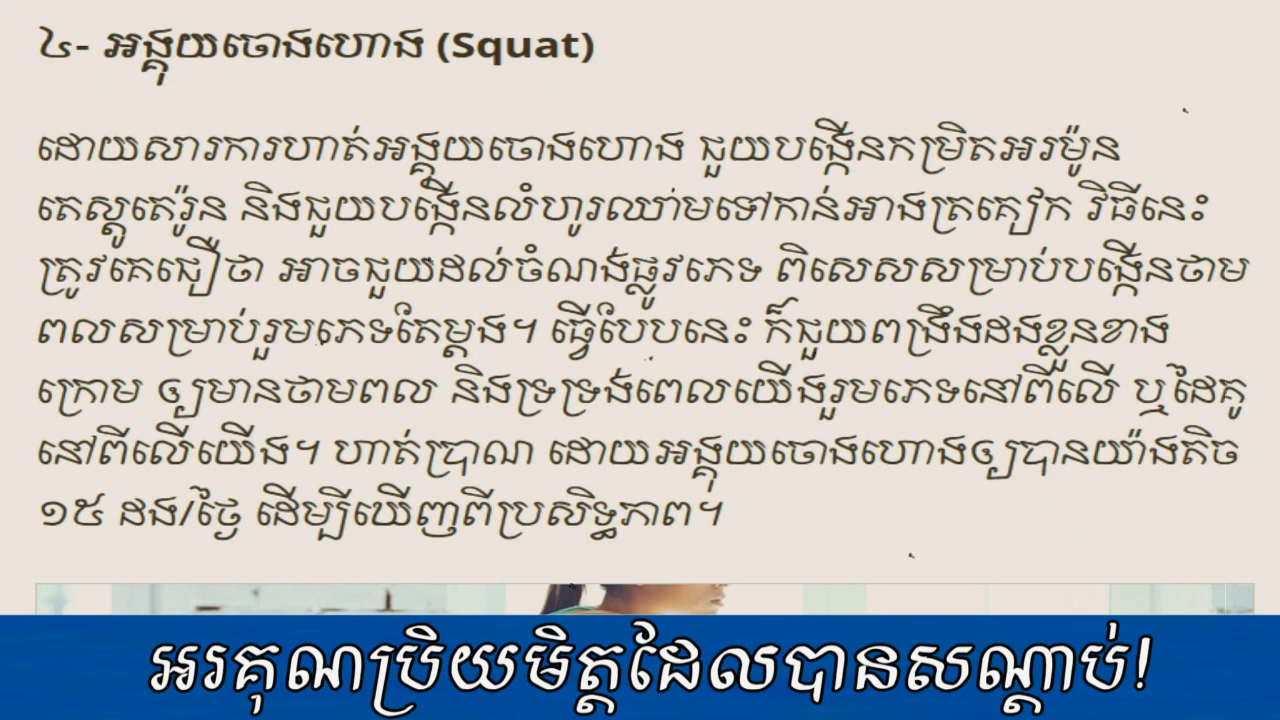 ៤- អង្គុយចោងហោង (Squat)
ដោយសារការហាត់អង្គុយចោងហោង ជួយបង្កើនកម្រិតអរម៉ូន
តេស្តូតេរ៉ូន និងជួយបង្កើនលំហូរឈាមទៅកាន់អាងត្រគៀក វិធីនេះ
ត្រូវគេជឿថា អាចជួយដល់ចំណង់ផ្លូវភេទ ពិសេសសម្រាប់បង្កើនថាម
ពលសម្រាប់រួមភេទតែម្តង។ ធ្វើបែបនេះ ក៏ជួយពង្រឹងដងខ្លួនខាង
ក្រោម ឲ្យមានថាមពល និងទ្រទ្រង់ពេលយើងរួមភេទនៅពីលើ ឬដៃគូ
នៅពីលើយើង។ ហាត់ប្រាណ ដោយអង្គុយចោងហោងឲ្យបានយ៉ាងតិច
១៥ ដង/ថ្ងៃ ដើម្បីឃើញពីប្រសិទ្ធភាព។
អរគុណប្រិយមិត្តដែលបានសណ្តាប់!